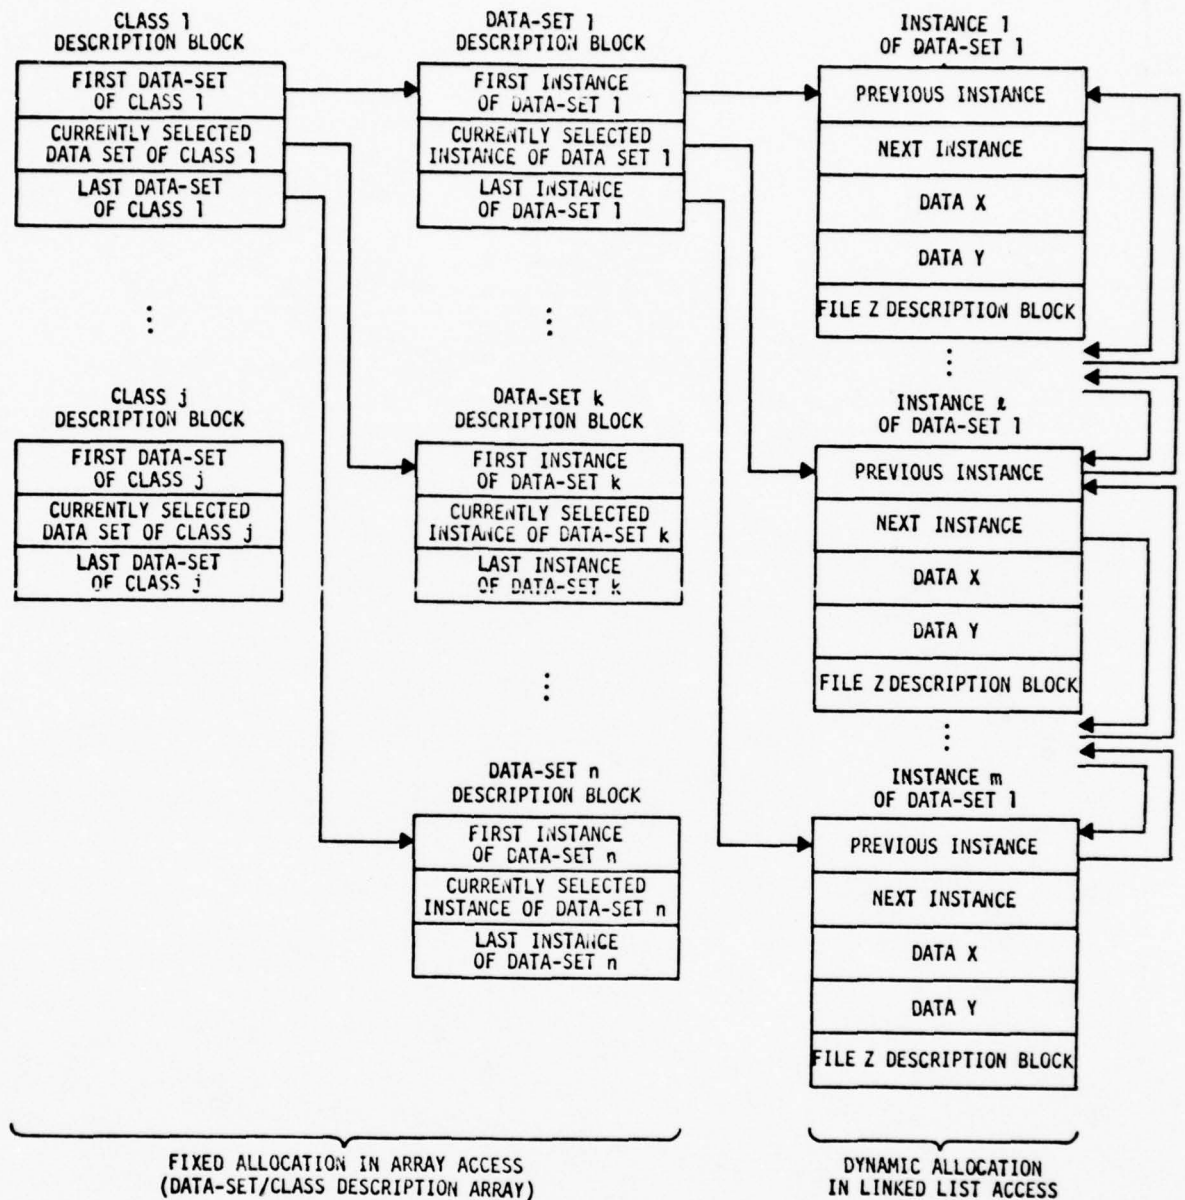 CLASS 1
DESCRIPTION BLOCK
FIRST DATA-SET
OF CLASS 1
CURRENTLY SELECTED
DATA SET OF CLASS 1
LAST DATA-SET
OF CLASS 1
CLASS j
DESCRIPTION BLOCK
FIRST DATA-SET
OF CLASS j
CURRENTLY SELECTED
DATA SET OF CLASS j
LAST DATA-SET
OF CLASS j
DATA-SET 1
DESCRIPTION BLOCK
FIRST INSTANCE
OF DATA-SET 1
CURRENTLY SELECTED
INSTANCE OF DATA SET 1
LAST INSTANCE
OF DATA-SET 1
DATA-SET k
DESCRIPTION BLOCK
FIRST INSTANCE
OF DATA-SET k
CURRENTLY SELECTED
INSTANCE OF DATA-SET k
LAST INSTANCE
OF DATA-SET k
DATA-SET n
DESCRIPTION BLOCK
FIRST INSTANCE
OF DATA-SET n
CURRENTLY SELECTED
INSTANCE OF DATA-SET n
LAST INSTANCE
OF DATA-SET n
INSTANCE 1
OF DATA-SET 1
PREVIOUS INSTANCE
NEXT INSTANCE
DATA X
DATA Y
FILE Z DESCRIPTION BLOCK
INSTANCE ℓ
OF DATA-SET 1
PREVIOUS INSTANCE
NEXT INSTANCE
DATA X
DATA Y
FILE Z DESCRIPTION BLOCK
INSTANCE m
OF DATA-SET 1
PREVIOUS INSTANCE
NEXT INSTANCE
DATA X
DATA Y
FILE Z DESCRIPTION BLOCK
FIXED ALLOCATION IN ARRAY ACCESS
(DATA-SET/CLASS DESCRIPTION ARRAY)
DYNAMIC ALLOCATION
IN LINKED LIST ACCESS